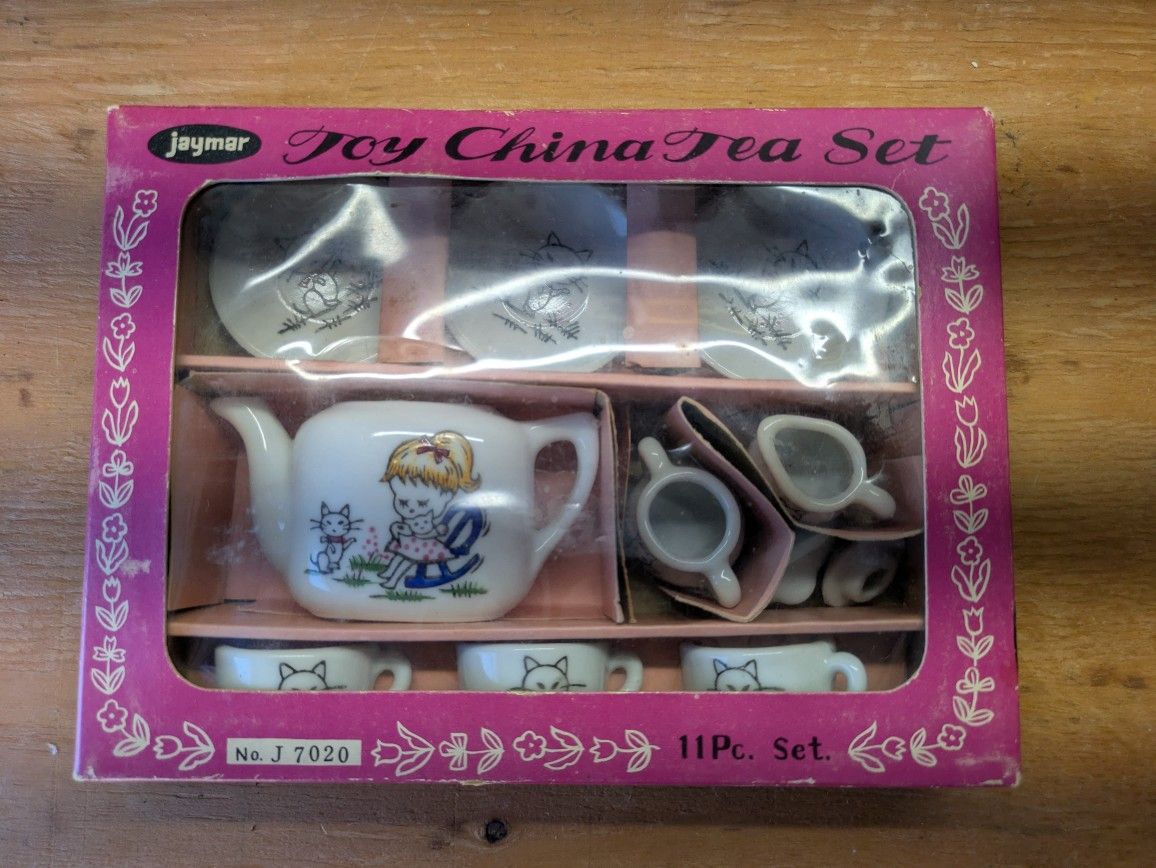 jaymar Toy China Tea Set
No. J 7020 11Pc. Set.